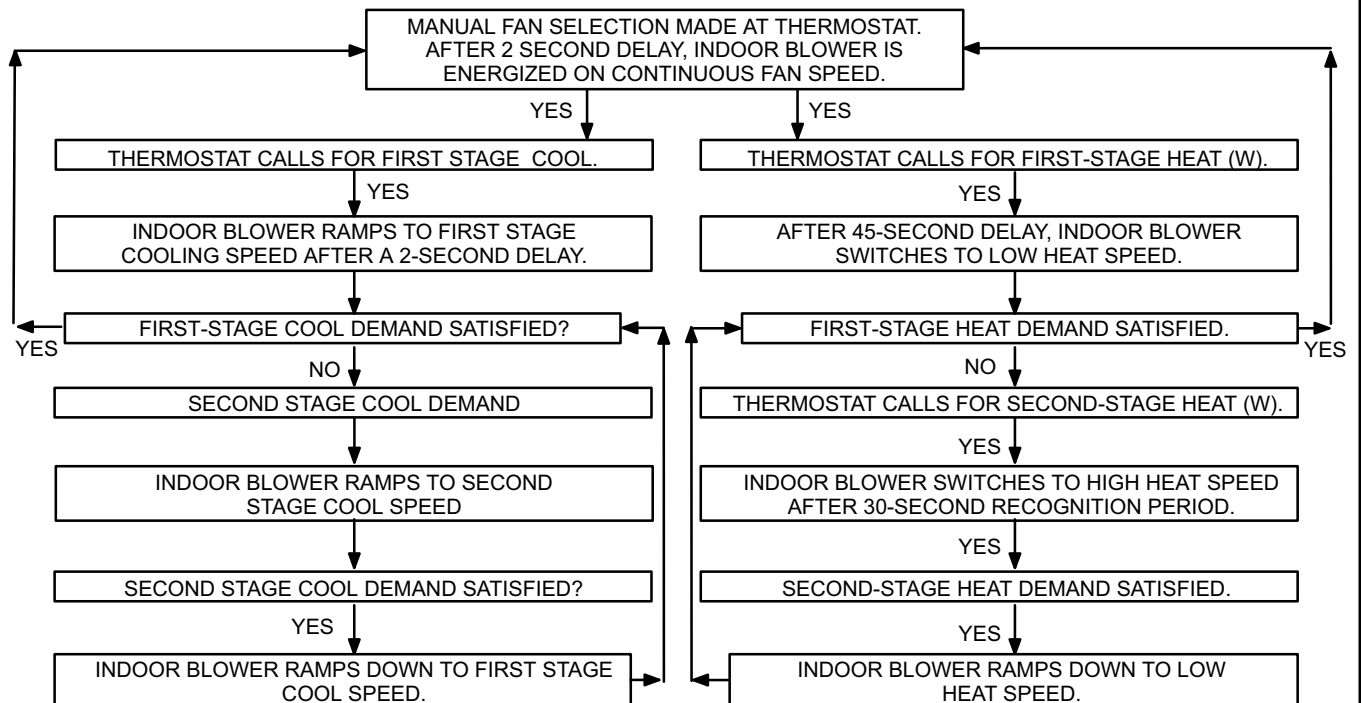 MANUAL FAN SELECTION MADE AT THERMOSTAT.
AFTER 2 SECOND DELAY, INDOOR BLOWER IS
ENERGIZED ON CONTINUOUS FAN SPEED.
YES
YES
THERMOSTAT CALLS FOR FIRST STAGE COOL.
YES
INDOOR BLOWER RAMPS TO FIRST STAGE
COOLING SPEED AFTER A 2-SECOND DELAY.
FIRST-STAGE COOL DEMAND SATISFIED?
YES
NO
SECOND STAGE COOL DEMAND
INDOOR BLOWER RAMPS TO SECOND
STAGE COOL SPEED
SECOND STAGE COOL DEMAND SATISFIED?
YES
INDOOR BLOWER RAMPS DOWN TO FIRST STAGE
COOL SPEED.
THERMOSTAT CALLS FOR FIRST-STAGE HEAT (W).
YES
AFTER 45-SECOND DELAY, INDOOR BLOWER
SWITCHES TO LOW HEAT SPEED.
FIRST-STAGE HEAT DEMAND SATISFIED.
YES
NO
THERMOSTAT CALLS FOR SECOND-STAGE HEAT (W).
YES
INDOOR BLOWER SWITCHES TO HIGH HEAT SPEED
AFTER 30-SECOND RECOGNITION PERIOD.
YES
SECOND-STAGE HEAT DEMAND SATISFIED.
YES
INDOOR BLOWER RAMPS DOWN TO LOW
HEAT SPEED.